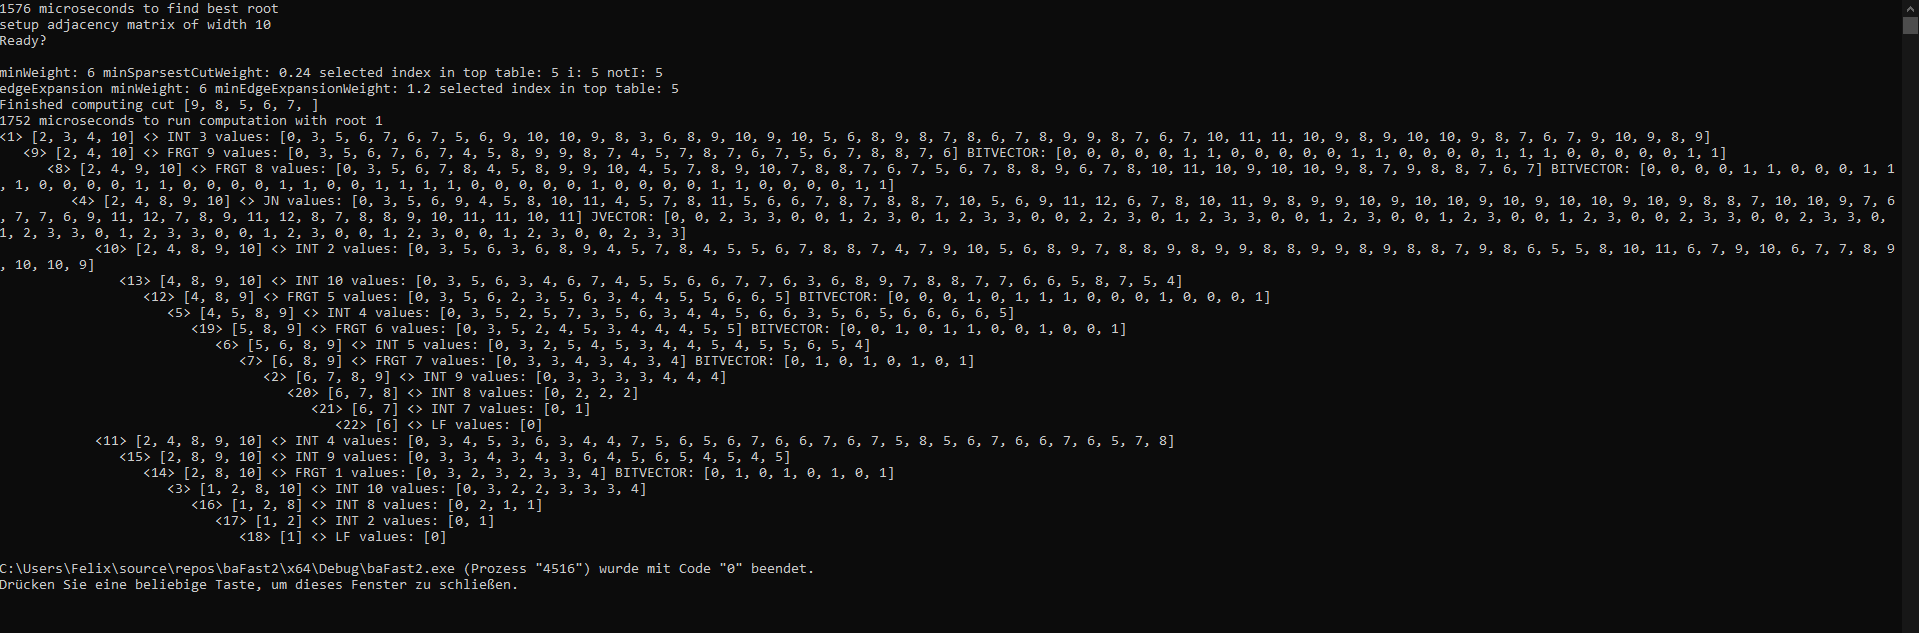 1576 microseconds to find best root
setup adjacency matrix of width 10
Ready?
minWeight: 6 minSparsestCutWeight: 0.24 selected index in top table: 5 i: 5 notI: 5
edgeExpansion minWeight: 6 minEdgeExpansionWeight: 1.2 selected index in top table: 5
Finished computing cut [9, 8, 5, 6, 7, ]
1752 microseconds to run computation with root 1
<1> [2, 3, 4, 10] <> INT 3 values: [0, 3, 5, 6, 7, 6, 7, 5, 6, 9, 10, 10, 9, 8, 3, 6, 8, 9, 10, 9, 10, 5, 6, 8, 9, 8, 7, 8, 6, 7, 8, 9, 9, 8, 7, 6, 7, 10, 11, 11, 10, 9, 8, 9, 10, 10, 9, 8, 7, 6, 7, 9, 10, 9, 8, 9]
<9> [2, 4, 10] <> FRGT 9 values: [0, 3, 5, 6, 7, 6, 7, 4, 5, 8, 9, 9, 8, 7, 4, 5, 7, 8, 7, 6, 7, 5, 6, 7, 8, 8, 7, 6] BITVECTOR: [0, 0, 0, 0, 0, 1, 1, 0, 0, 0, 0, 0, 1, 1, 0, 0, 0, 0, 1, 1, 1, 0, 0, 0, 0, 0, 1, 1]
<8> [2, 4, 9, 10] <> FRGT 8 values: [0, 3, 5, 6, 7, 8, 4, 5, 8, 9, 9, 10, 4, 5, 7, 8, 9, 10, 7, 8, 8, 7, 6, 7, 5, 6, 7, 8, 8, 9, 6, 7, 8, 10, 11, 10, 9, 10, 10, 9, 8, 7, 9, 8, 8, 7, 6, 7] BITVECTOR: [0, 0, 0, 0, 1, 1, 0, 0, 0, 1, 1
, 1, 0, 0, 0, 0, 1, 1, 0, 0, 0, 0, 1, 1, 0, 0, 1, 1, 1, 1, 0, 0, 0, 0, 1, 0, 0, 0, 0, 1, 1, 0, 0, 0, 0, 1, 1]
<4> [2, 4, 8, 9, 10] <> JN values: [0, 3, 5, 6, 9, 4, 5, 8, 10, 11, 4, 5, 7, 8, 11, 5, 6, 6, 7, 8, 7, 8, 8, 7, 10, 5, 6, 9, 11, 12, 6, 7, 8, 10, 11, 9, 8, 9, 9, 10, 10, 9, 10, 9, 10, 10, 9, 10, 9, 8, 8, 7, 10, 10, 9, 7, 6
, 7, 7, 6, 9, 11, 12, 7, 8, 9, 11, 12, 8, 7, 8, 8, 9, 10, 11, 11, 10, 11] JVECTOR: [0, 0, 2, 3, 3, 0, 0, 1, 2, 3, 0, 1, 2, 3, 3, 0, 0, 2, 2, 3, 0, 1, 2, 3, 3, 0, 0, 1, 2, 3, 0, 0, 1, 2, 3, 0, 0, 1, 2, 3, 0, 0, 2, 3, 3, 0, 0, 2, 3, 3, 0,
1, 2, 3, 3, 0, 1, 2, 3, 3, 0, 0, 1, 2, 3, 0, 0, 1, 2, 3, 0, 0, 1, 2, 3, 0, 0, 2, 3, 3]
<10> [2, 4, 8, 9, 10] <> INT 2 values: [0, 3, 5, 6, 3, 6, 8, 9, 4, 5, 7, 8, 4, 5, 5, 6, 7, 8, 8, 7, 4, 7, 9, 10, 5, 6, 8, 9, 7, 8, 8, 9, 8, 9, 9, 8, 8, 9, 9, 8, 9, 8, 8, 7, 9, 8, 6, 5, 5, 8, 10, 11, 6, 7, 9, 10, 6, 7, 7, 8, 9
, 10, 10, 9]
<13> [4, 8, 9, 10] <> INT 10 values: [0, 3, 5, 6, 3, 4, 6, 7, 4, 5, 5, 6, 6, 7, 7, 6, 3, 6, 8, 9, 7, 8, 8, 7, 7, 6, 6, 5, 8, 7, 5, 4]
<12> [4, 8, 9] <> FRGT 5 values: [0, 3, 5, 6, 2, 3, 5, 6, 3, 4, 4, 5, 5, 6, 6, 5] BITVECTOR: [0, 0, 0, 1, 0, 1, 1, 1, 0, 0, 0, 1, 0, 0, 0, 1]
<5> [4, 5, 8, 9] <> INT 4 values: [0, 3, 5, 2, 5, 7, 3, 5, 6, 3, 4, 4, 5, 6, 6, 3, 5, 6, 5, 6, 6, 6, 6, 5]
<19> [5, 8, 9] <> FRGT 6 values: [0, 3, 5, 2, 4, 5, 3, 4, 4, 4, 5, 5] BITVECTOR: [0, 0, 1, 0, 1, 1, 0, 0, 1, 0, 0, 1]
<6> [5, 6, 8, 9] <> INT 5 values: [0, 3, 2, 5, 4, 5, 3, 4, 4, 5, 4, 5, 5, 6, 5, 4]
<7> [6, 8, 9] <> FRGT 7 values: [0, 3, 3, 4, 3, 4, 3, 4] BITVECTOR: [0, 1, 0, 1, 0, 1, 0, 1]
<2> [6, 7, 8, 9] <> INT 9 values: [0, 3, 3, 3, 3, 4, 4, 4]
<20> [6, 7, 8] <> INT 8 values: [0, 2, 2, 2]
<21> [6, 7] <> INT 7 values: [0, 1]
<22> [6] <> LF values: [0]
<11> [2, 4, 8, 9, 10] <> INT 4 values: [0, 3, 4, 5, 3, 6, 3, 4, 4, 7, 5, 6, 5, 6, 7, 6, 6, 7, 6, 7, 5, 8, 5, 6, 7, 6, 6, 7, 6, 5, 7, 8]
<15> [2, 8, 9, 10] <> INT 9 values: [0, 3, 3, 4, 3, 4, 3, 6, 4, 5, 6, 5, 4, 5, 4, 5]
<14> [2, 8, 10] <> FRGT 1 values: [0, 3, 2, 3, 2, 3, 3, 4] BITVECTOR: [0, 1, 0, 1, 0, 1, 0, 1]
<3> [1, 2, 8, 10] <> INT 10 values: [0, 3, 2, 2, 3, 3, 3, 4]
<16> [1, 2, 8] <> INT 8 values: [0, 2, 1, 1]
<17> [1, 2] <> INT 2 values: [0, 1]
<18> [1] <> LF values: [0]
C:\Users\Felix\source\repos\baFast2\x64\Debug\baFast2.exe (Prozess "4516") wurde mit Code "0" beendet.
Drücken Sie eine beliebige Taste, um dieses Fenster zu schließen.